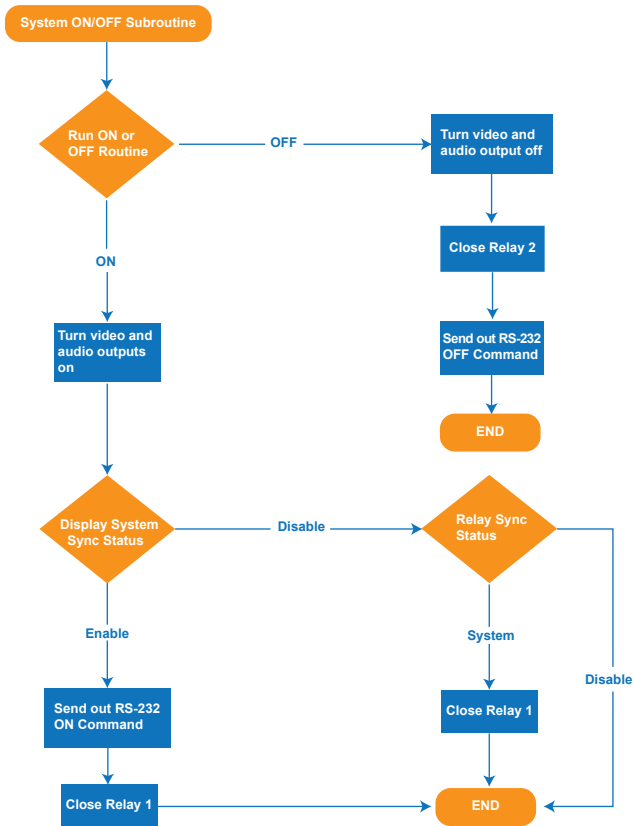 System ON/OFF Subroutine
Run ON or
OFF Routine
OFF
Turn video and
audio output off
Close Relay 2
Send out RS-232
OFF Command
END
ON
Turn video and
audio outputs
on
Display System
Sync Status
Disable
Relay Sync
Status
Enable
System
Disable
Send out RS-232
ON Command
Close Relay 1
Close Relay 1
END